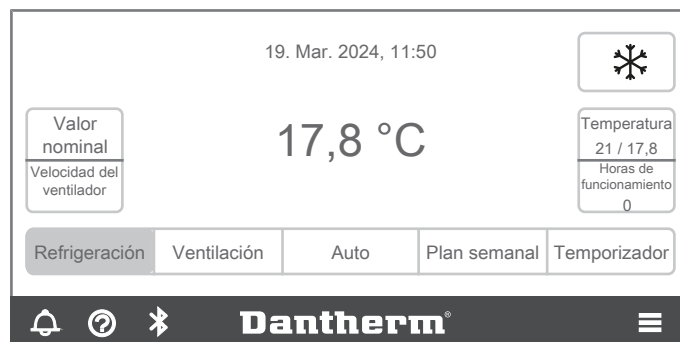 19. Mar. 2024, 11:50
Valor
nominal
Velocidad del
ventilador
17,8 °C
Temperatura
21 / 17,8
Horas de
funcionamiento
0
Refrigeración Ventilación Auto Plan semanal Temporizador
Dantherm®